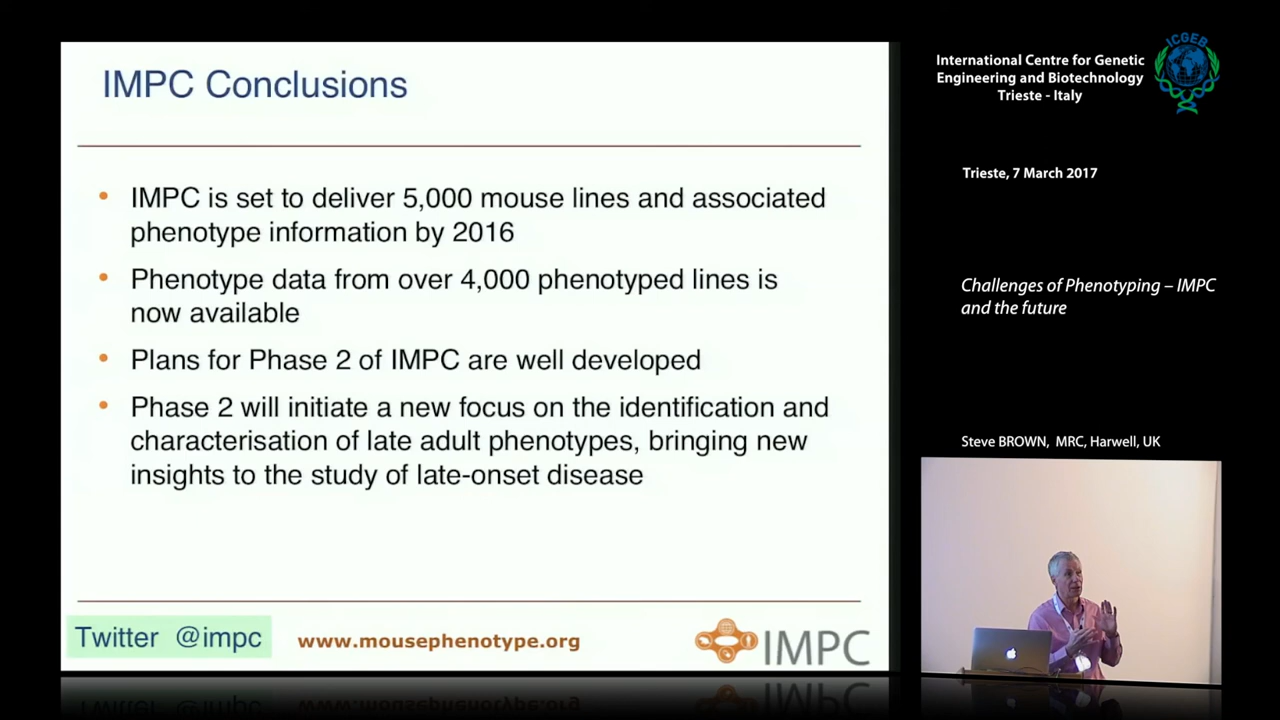 IMPC Conclusions
• IMPC is set to deliver 5,000 mouse lines and associated
phenotype information by 2016
• Phenotype data from over 4,000 phenotyped lines is
now available
• Plans for Phase 2 of IMPC are well developed
• Phase 2 will initiate a new focus on the identification and
characterisation of late adult phenotypes, bringing new
insights to the study of late-onset disease
Twitter @impc
www.mousephenotype.org
IMPC
International Centre for Genetic
Engineering and Biotechnology
Trieste - Italy
ICGEB
Trieste, 7 March 2017
Challenges of Phenotyping – IMPC
and the future
Steve BROWN, MRC, Harwell, UK